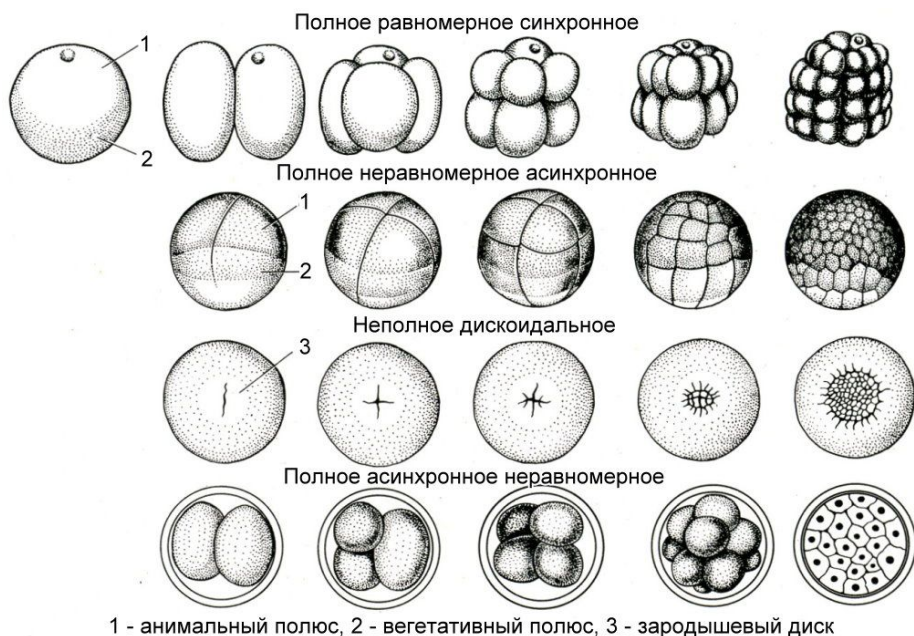 Полное равномерное синхронное
1
2
Полное неравномерное асинхронное
1
2
Неполное дискоидальное
3
Полное асинхронное неравномерное
1 - анимальный полюс, 2 - вегетативный полюс, 3 - зародышевый диск